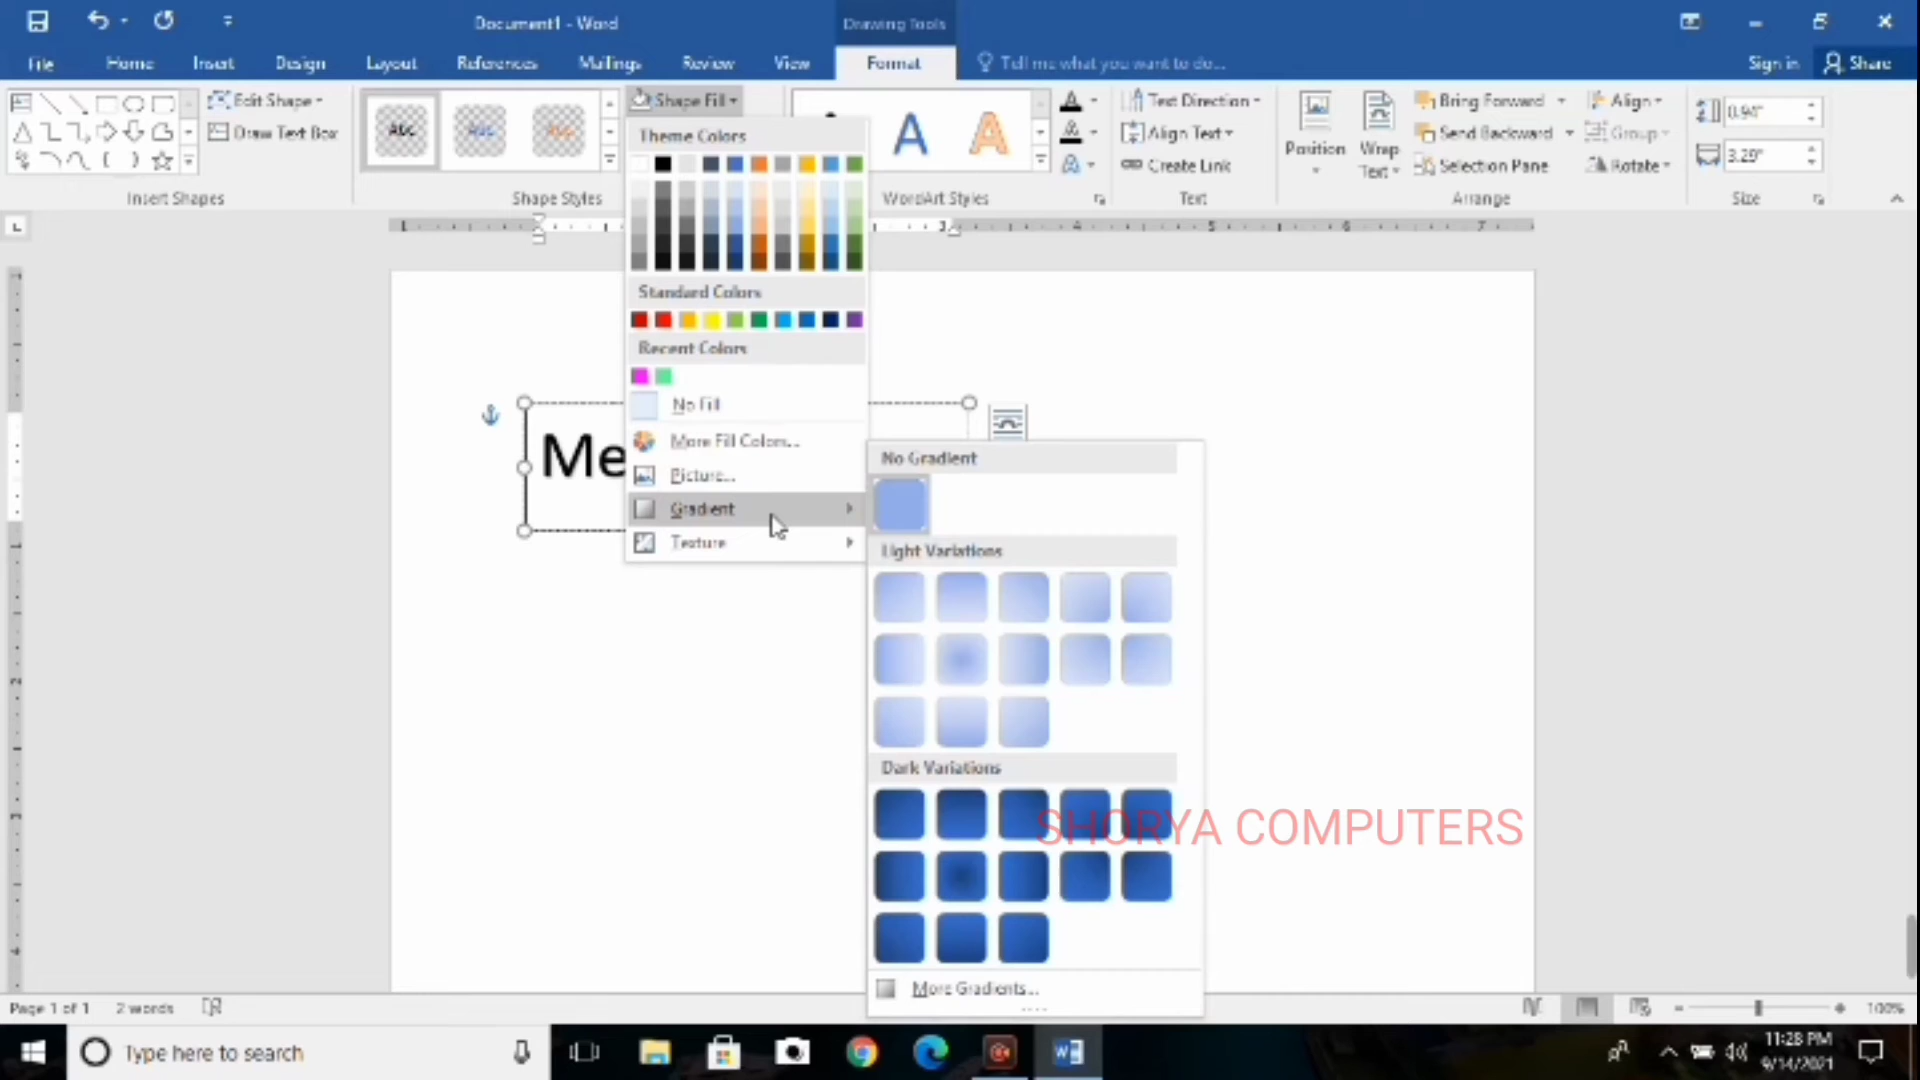 Document1 - Word
Drawing Tools
File
Home
Insert
Design
Layout
References
Mailings
Review
View
Format
Tell me what you want to do...
Sign in
Share
Edit Shape
Draw Text Box
Insert Shapes
Abc
Abc
Abc
Shape Styles
Shape Fill
A
A
WordArt Styles
Text Direction
Align Text
Create Link
Text
Position
Wrap
Text
Bring Forward
Send Backward
Selection Pane
Align
Group
Rotate
Arrange
0.94"
3.29"
Size
Theme Colors
Standard Colors
Recent Colors
No Fill
More Fill Colors...
Picture...
Gradient
Texture
Me
No Gradient
Light Variations
Dark Variations
More Gradients...
SHORYA COMPUTERS
Page 1 of 1
2 words
100%
Type here to search
11:28 PM
9/14/2021